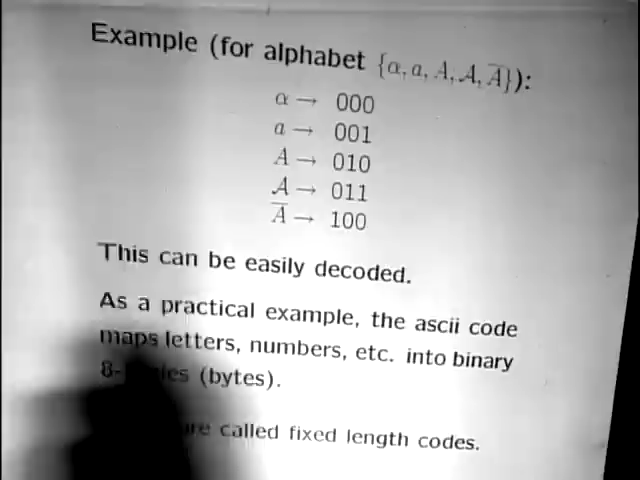 Example (for alphabet {α, a, A, 𝒜, A̅}):
α → 000
a → 001
A → 010
𝒜 → 011
A̅ → 100
This can be easily decoded.
As a practical example, the ascii code
maps letters, numbers, etc. into binary
8- (bytes).
called fixed length codes.